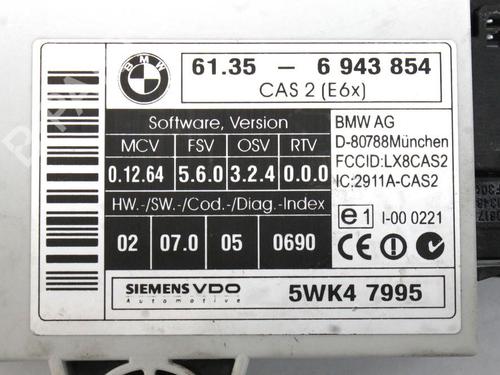 BMW
61.35 - 6 943 854
CAS 2 (E6x)
Software, Version
MCV FSV OSV RTV
0.12.64 5.6.0 3.2.4 0.0.0
HW.-/SW.-/Cod./Diag.-Index
02 07.0 05 0690
BMW AG
D-80788München
FCCID:LX8CAS2
IC:2911A-CAS2
e1 I-00 0221
CE
SIEMENS VDO
Automotive
5WK4 7995